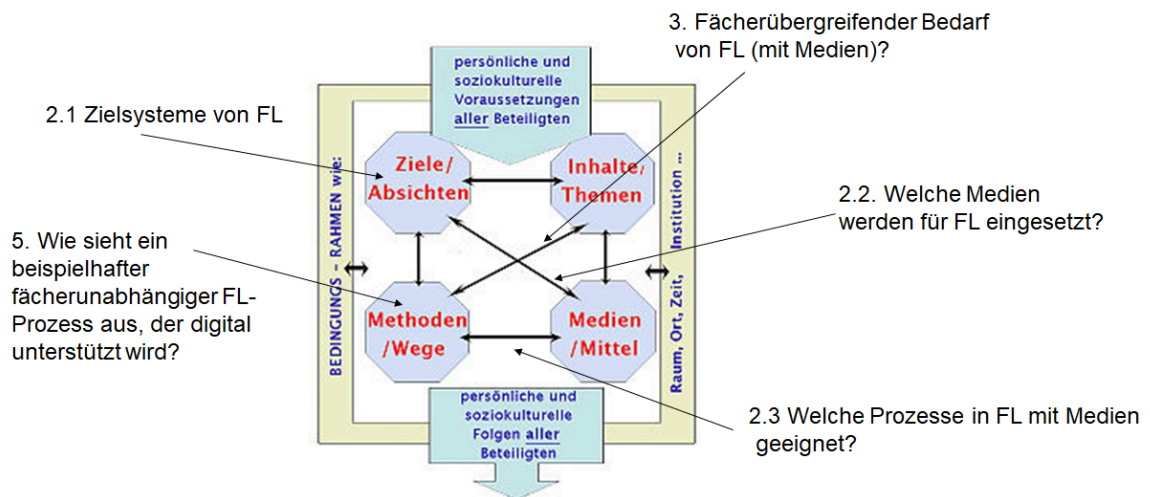 3. Fächerübergreifender Bedarf
von FL (mit Medien)?
persönliche und
soziokulturelle
Voraussetzungen
aller Beteiligten
2.1 Zielsysteme von FL
BEDINGUNGS – RAHMEN wie:
Ziele/
Absichten
Inhalte/
Themen
Raum, Ort, Zeit, Institution ...
2.2. Welche Medien
werden für FL eingesetzt?
5. Wie sieht ein
beispielhafter
fächerunabhängiger FL-
Prozess aus, der digital
unterstützt wird?
Methoden
/Wege
Medien
/Mittel
persönliche und
soziokulturelle
Folgen aller
Beteiligten
2.3 Welche Prozesse in FL mit Medien
geeignet?